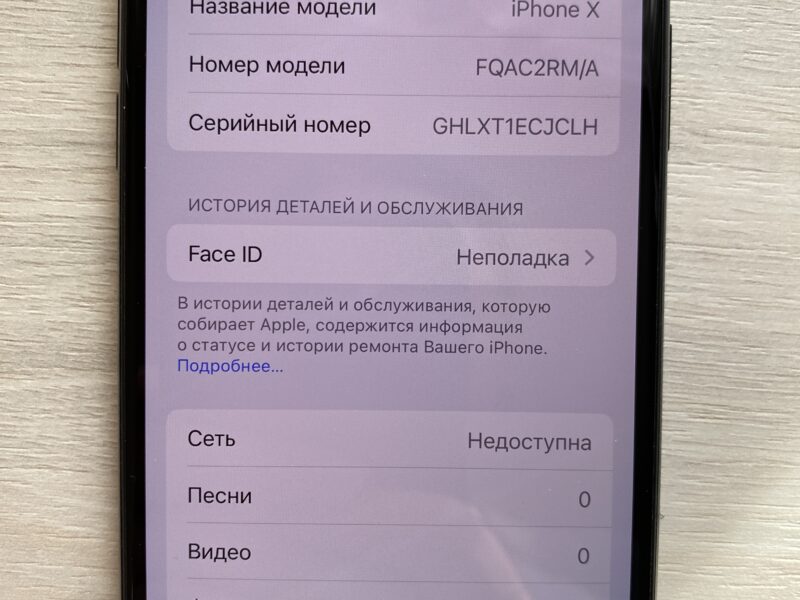 Название модели iPhone X
Номер модели FQAC2RM/A
Серийный номер GHLXT1ECJCLH
ИСТОРИЯ ДЕТАЛЕЙ И ОБСЛУЖИВАНИЯ
Face ID Неполадка
В истории деталей и обслуживания, которую
собирает Apple, содержится информация
о статусе и истории ремонта Вашего iPhone.
Подробнее...
Сеть Недоступна
Песни 0
Видео 0